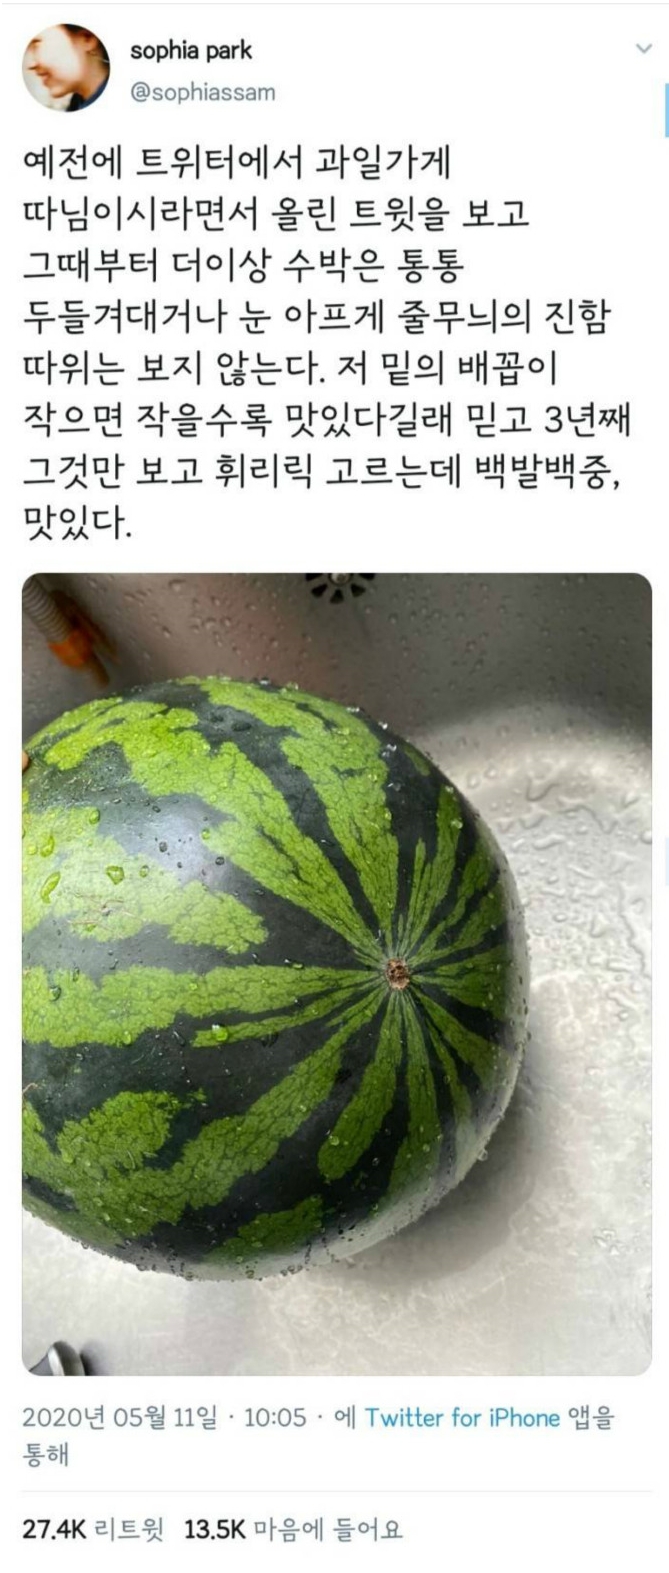 sophia park
@sophiassam
예전에 트위터에서 과일가게
따님이시라면서 올린 트윗을 보고
그때부터 더이상 수박은 통통
두들겨대거나 눈 아프게 줄무늬의 진함
따위는 보지 않는다. 저 밑의 배꼽이
작으면 작을수록 맛있다길래 믿고 3년째
그것만 보고 휘리릭 고르는데 백발백중,
맛있다.
2020년 05월 11일 · 10:05 · 에 Twitter for iPhone 앱을
통해
27.4K 리트윗 13.5K 마음에 들어요